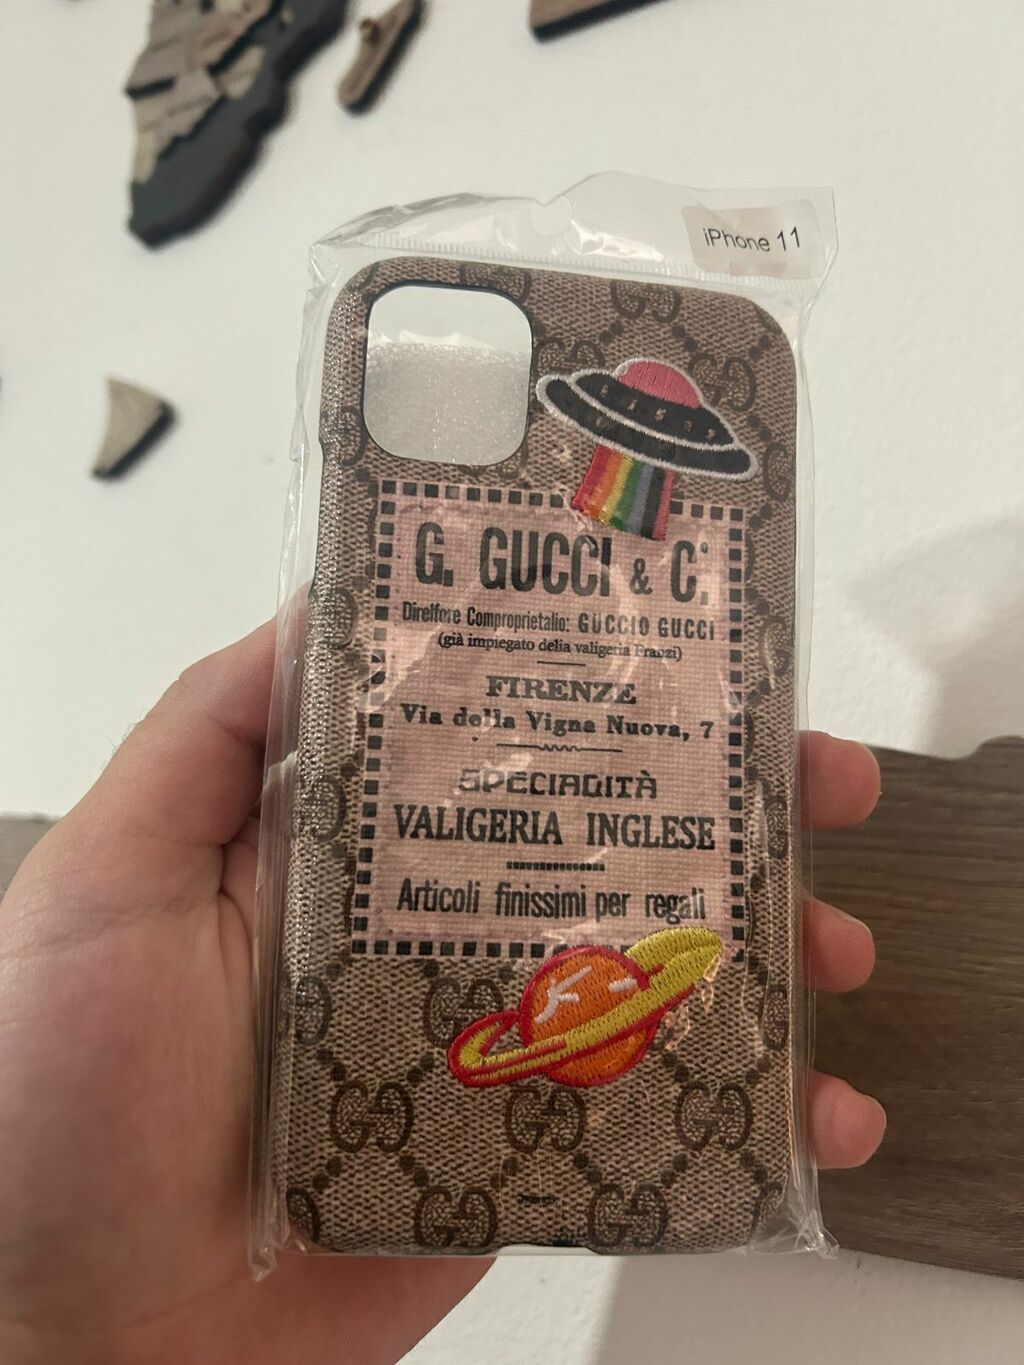 iPhone 11
G. GUCCI & C.
Direlfore Comproprietalio: GUCCIO GUCCI
(già impiegato delia valigeria Franzi)
FIRENZE
Via della Vigna Nuova, 7
SPECIAGITÀ
VALIGERIA INGLESE
Articoli finissimi per regali